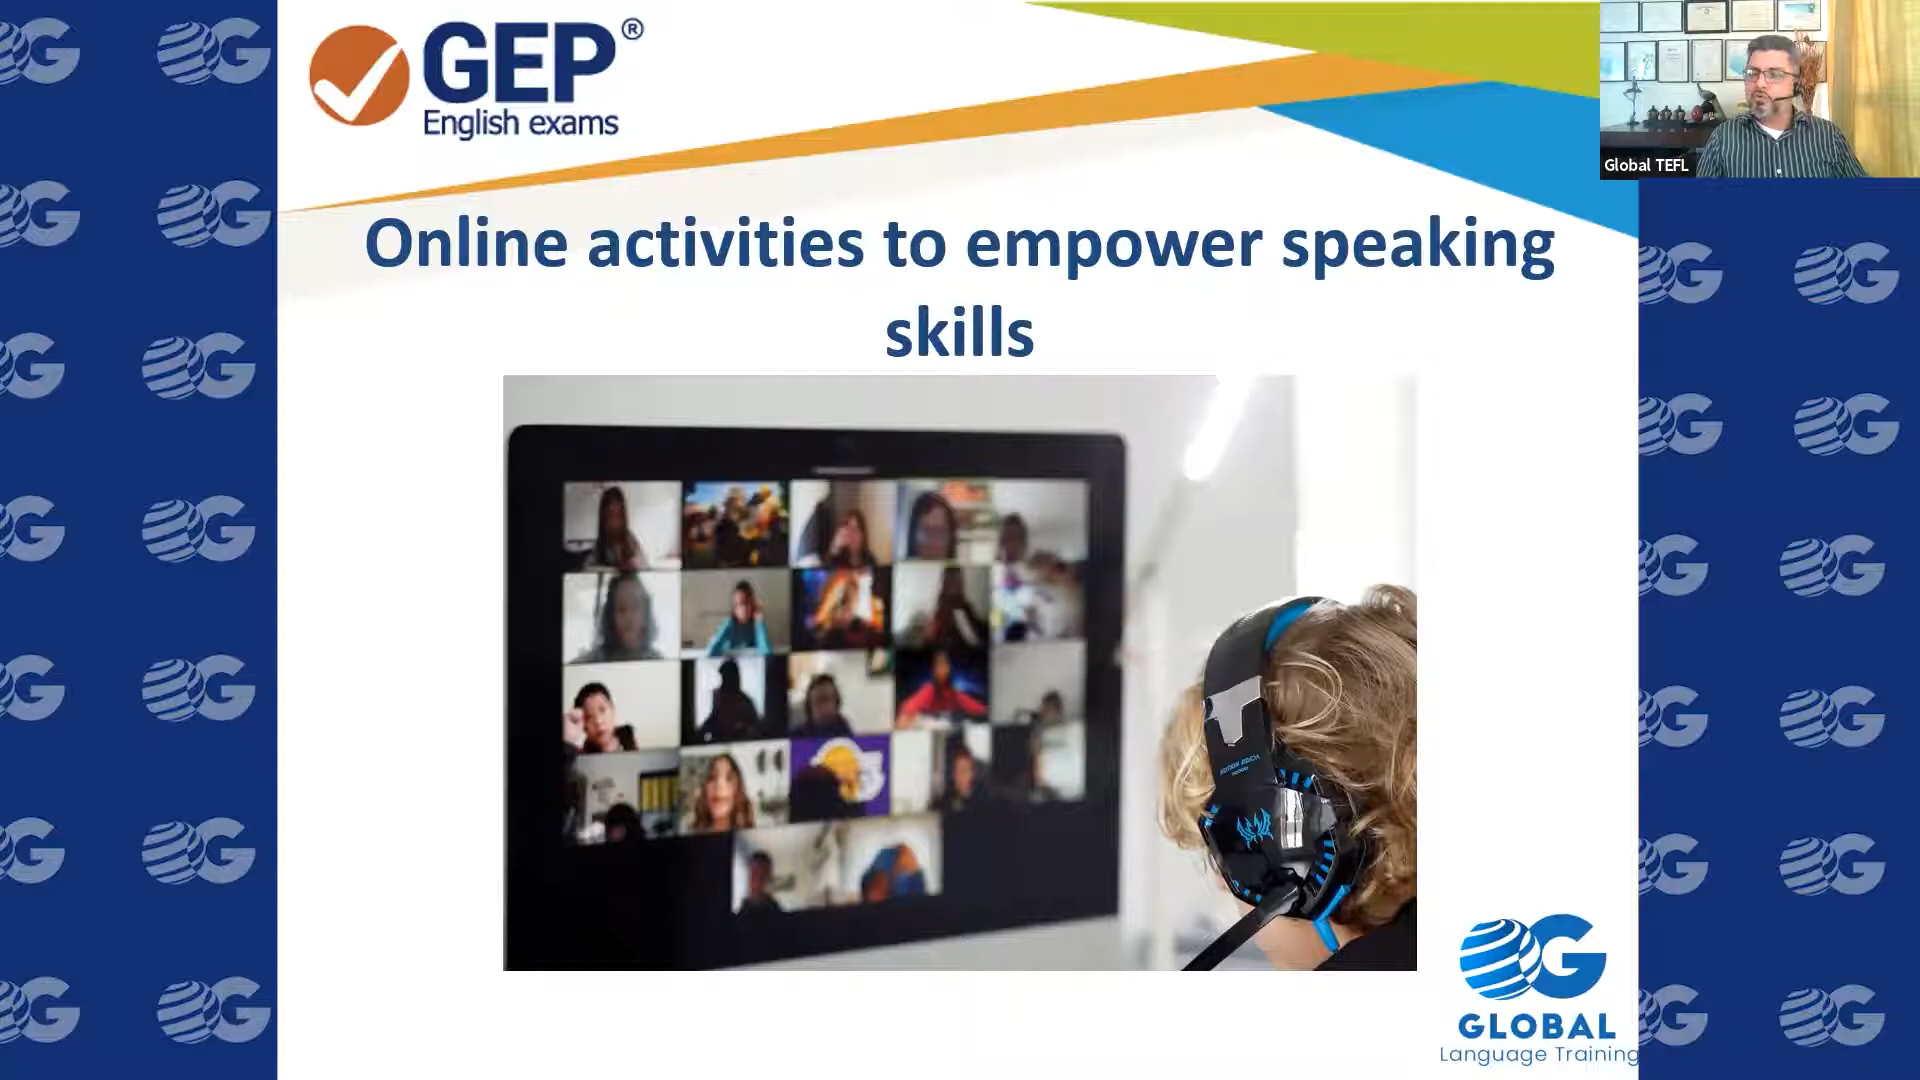 GEP®
English exams
Global TEFL
Online activities to empower speaking
skills
GLOBAL
Language Training